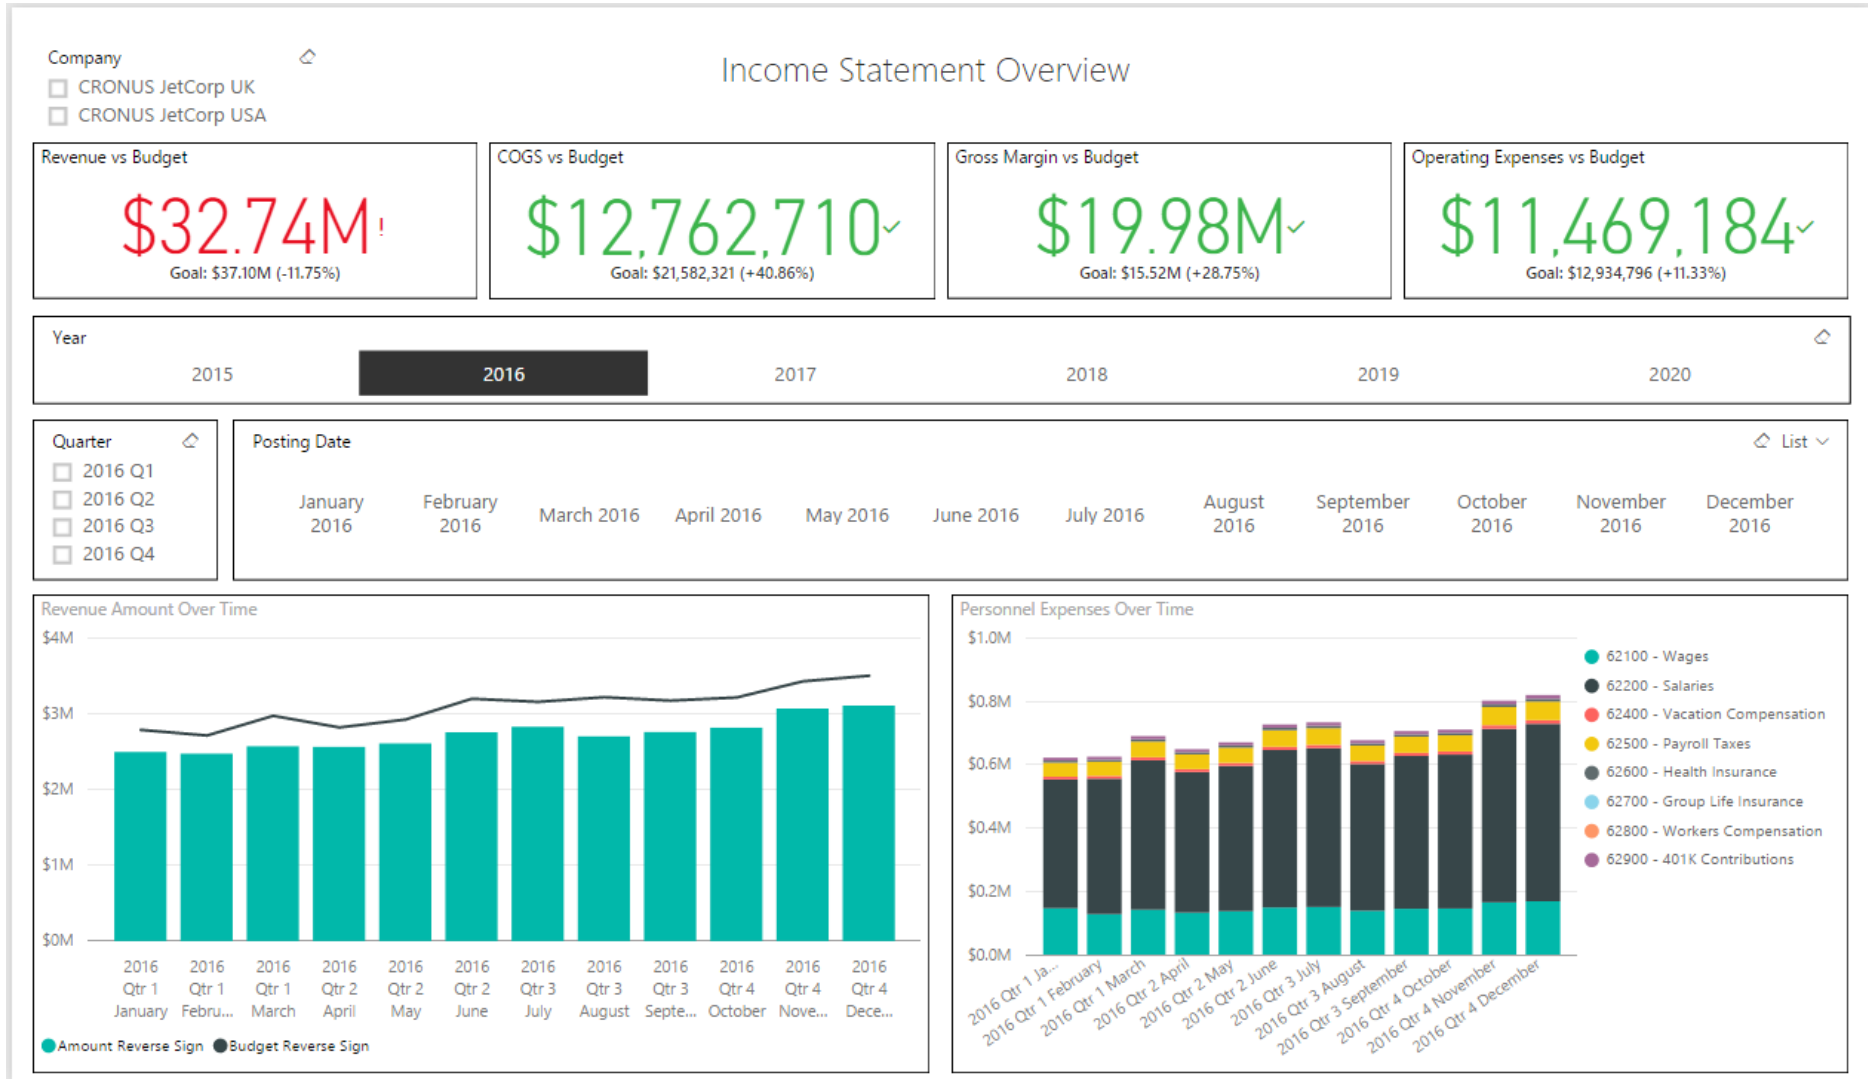 Company
CRONUS JetCorp UK
CRONUS JetCorp USA
Income Statement Overview
Revenue vs Budget
$32.74M!
Goal: $37.10M (-11.75%)
COGS vs Budget
$12,762,710
Goal: $21,582,321 (+40.86%)
Gross Margin vs Budget
$19.98M
Goal: $15.52M (+28.75%)
Operating Expenses vs Budget
$11,469,184
Goal: $12,934,796 (+11.33%)
Year
2015
2016
2017
2018
2019
2020
Quarter
2016 Q1
2016 Q2
2016 Q3
2016 Q4
Posting Date
List
January
2016
February
2016
March 2016
April 2016
May 2016
June 2016
July 2016
August
2016
September
2016
October
2016
November
2016
December
2016
Revenue Amount Over Time
$4M
$3M
$2M
$1M
$0M
2016
Qtr 1
January
2016
Qtr 1
Febru...
2016
Qtr 1
March
2016
Qtr 2
April
2016
Qtr 2
May
2016
Qtr 2
June
2016
Qtr 3
July
2016
Qtr 3
August
2016
Qtr 3
Septe...
2016
Qtr 4
October
2016
Qtr 4
Nove...
2016
Qtr 4
Dece...
Amount Reverse Sign
Budget Reverse Sign
Personnel Expenses Over Time
$1.0M
$0.8M
$0.6M
$0.4M
$0.2M
$0.0M
2016 Qtr 1 Ja...
2016 Qtr 1 February
2016 Qtr 1 March
2016 Qtr 2 April
2016 Qtr 2 May
2016 Qtr 2 June
2016 Qtr 3 July
2016 Qtr 3 August
2016 Qtr 3 September
2016 Qtr 4 October
2016 Qtr 4 November
2016 Qtr 4 December
62100 - Wages
62200 - Salaries
62400 - Vacation Compensation
62500 - Payroll Taxes
62600 - Health Insurance
62700 - Group Life Insurance
62800 - Workers Compensation
62900 - 401K Contributions